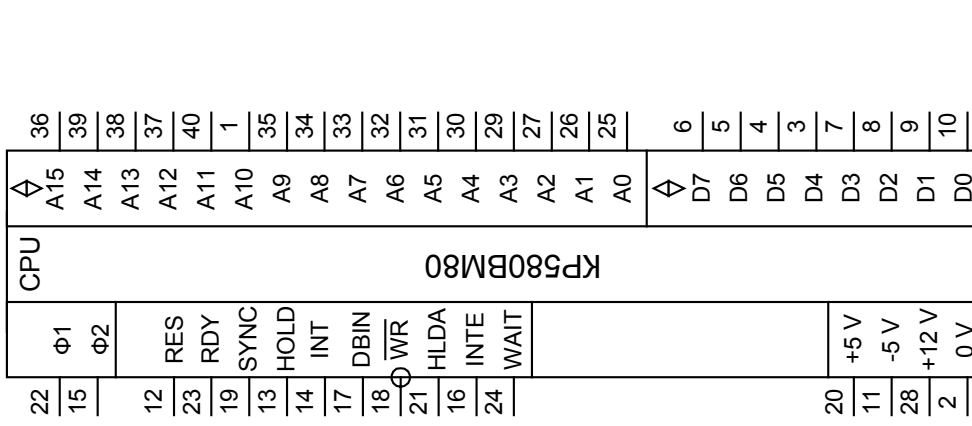 36 39 38 37 40 1 35 34 33 32 31 30 29 27 26 25 6 5 4 3 7 8 9 10
A15 A14 A13 A12 A11 A10 A9 A8 A7 A6 A5 A4 A3 A2 A1 A0 D7 D6 D5 D4 D3 D2 D1 D0
CPU КР580ВМ80
Φ1 Φ2 RES RDY SYNC HOLD INT DBIN WR HLDA INTE WAIT +5 V -5 V +12 V 0 V
22 15 12 23 19 13 14 17 18 21 16 24 20 11 28 2